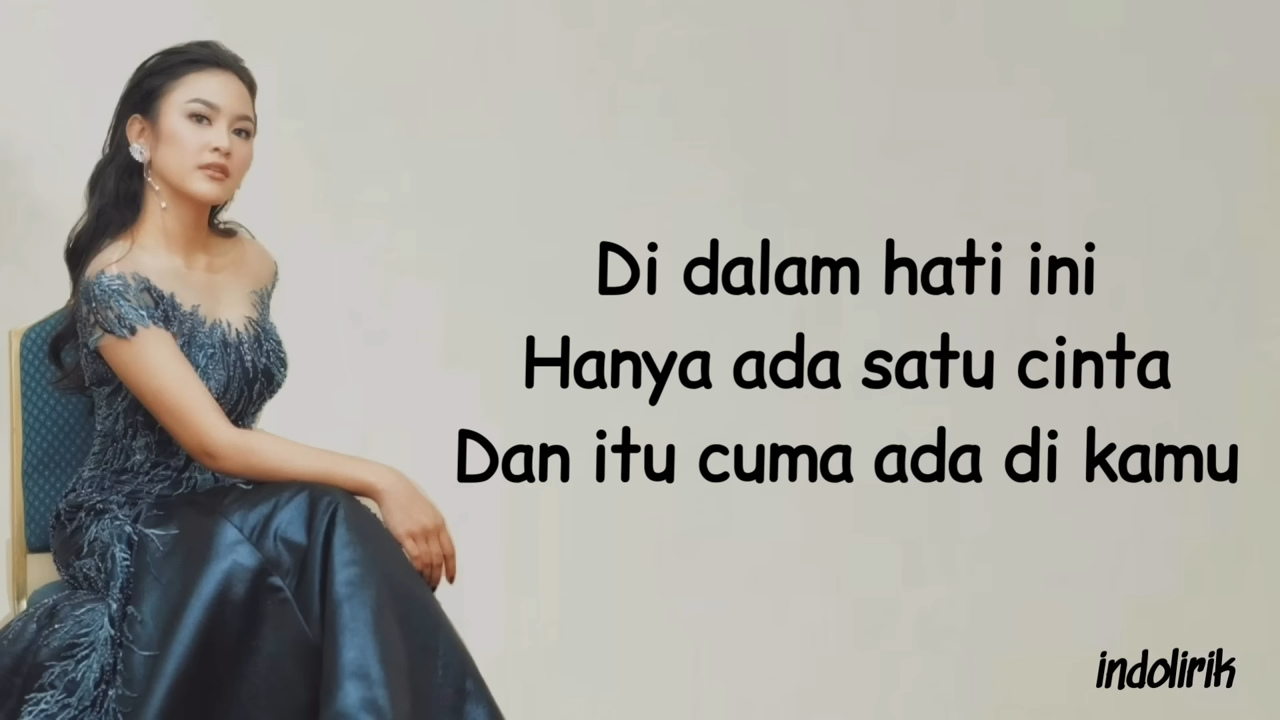 Di dalam hati ini
Hanya ada satu cinta
Dan itu cuma ada di kamu
indolirik